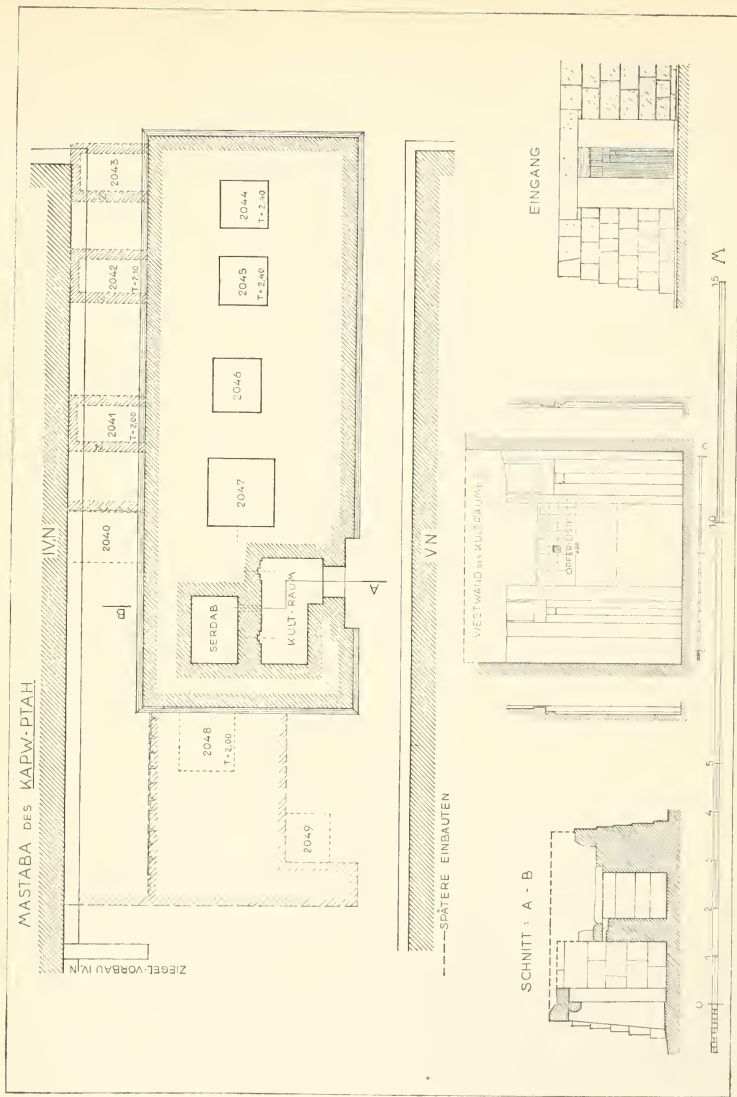 MASTABA DES KAPW-PTAH
IV.N
ZIEGEL-VORBAU IV.N
2040
2041
T=2,00
2042
T=2,10
2043
B
SERDAB
KULT-RAUM
A
2047
2046
2045
T=2,40
2044
T=2,40
2048
T=2,00
2049
V.N
---SPÄTERE EINBAUTEN
SCHNITT: A - B
WESTWAND DES KULTRAUMES
OPFER-LISTE
EINGANG
0 1 2 3 4 5 10 15 M